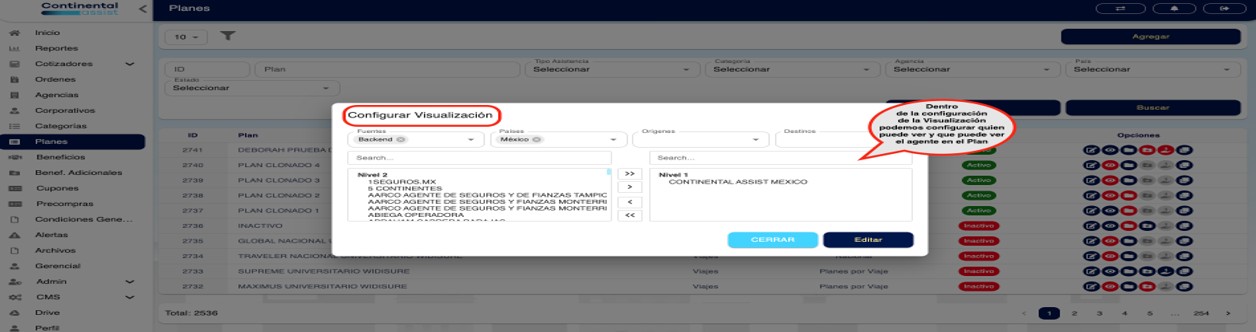 Continental
assist
Planes
Inicio
Reportes
Cotizadores
Ordenes
Agencias
Corporativos
Categorías
Planes
Beneficios
Benef. Adicionales
Cupones
Precompras
Condiciones Gene...
Alertas
Archivos
Gerencial
Admin
CMS
Drive
Perfil
10
Agregar
ID
Plan
Tipo Asistencia
Seleccionar
Categoría
Seleccionar
Agencia
Seleccionar
País
Seleccionar
Estado
Seleccionar
Buscar
Configurar Visualización
Fuentes
Backend
Países
México
Orígenes
Destinos
Search...
Nivel 2
1SEGUROS.MX
5 CONTINENTES
AARCO AGENTE DE SEGUROS Y DE FIANZAS TAMPIC
AARCO AGENTE DE SEGUROS Y FIANZAS MONTERRI
AARCO AGENTE DE SEGUROS Y FIANZAS MONTERRI
ABIEGA OPERADORA
>>
>
<
<<
Search...
Nivel 1
CONTINENTAL ASSIST MEXICO
CERRAR
Editar
Dentro
de la configuración
de la Visualización
podemos configurar quien
puede ver y que puede ver
el agente en el Plan
ID Plan Opciones
2741 DEBORAH PRUEBA
2740 PLAN CLONADO 4 Activo
2739 PLAN CLONADO 3 Activo
2738 PLAN CLONADO 2 Activo
2737 PLAN CLONADO 1 Activo
2736 INACTIVO Inactivo
2735 GLOBAL NACIONAL Inactivo
2734 TRAVELER NACIONAL UNIVERSITARIO WIDISURE Viajes Nacional Inactivo
2733 SUPREME UNIVERSITARIO WIDISURE Viajes Planes por Viaje Inactivo
2732 MAXIMUS UNIVERSITARIO WIDISURE Viajes Planes por Viaje Inactivo
Total: 2536
< 1 2 3 4 5 ... 254 >